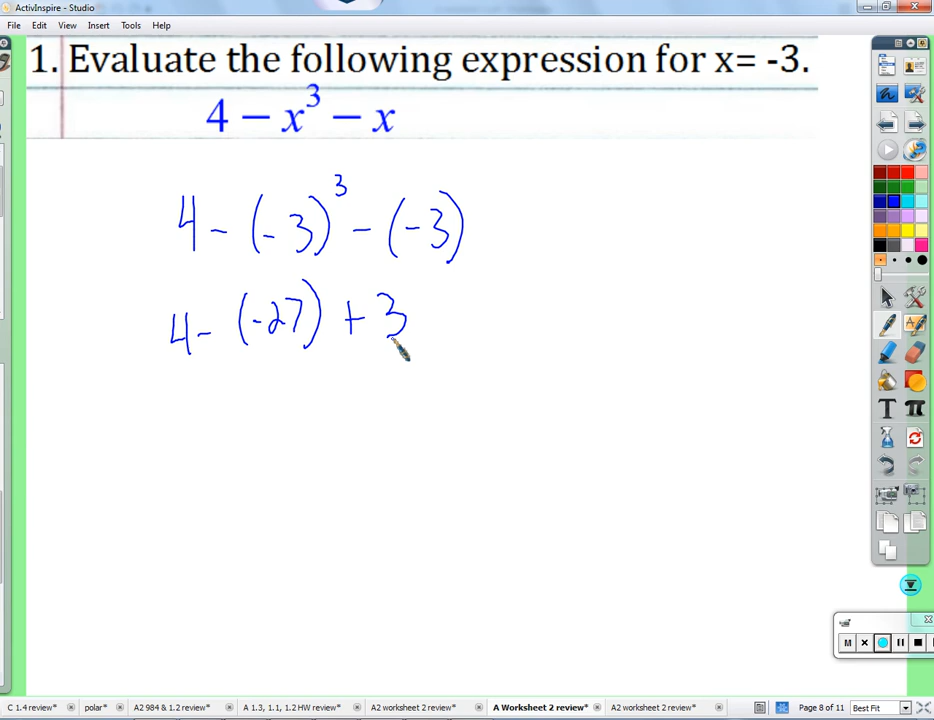 ActivInspire - Studio
File Edit View Insert Tools Help
1. Evaluate the following expression for x= -3.
4 − x³ − x
4 - (-3)³ - (-3)
4 - (-27) + 3
T π
M
C 1.4 review* polar* A2 984 & 1.2 review* A 1.3, 1.1, 1.2 HW review* A2 worksheet 2 review* A Worksheet 2 review* A2 worksheet 2 review* Page 8 of 11 Best Fit